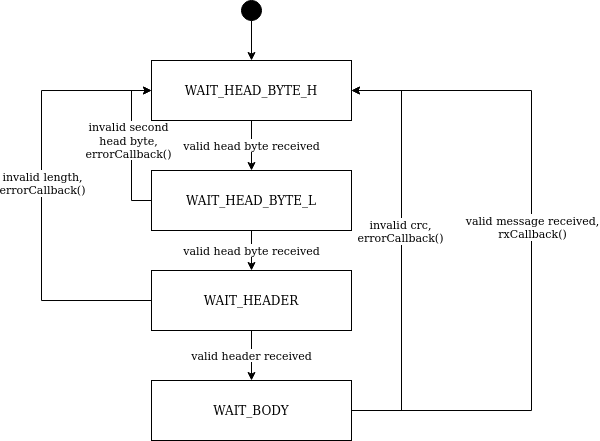 WAIT_HEAD_BYTE_H
invalid second
head byte,
errorCallback()
valid head byte received
invalid length,
errorCallback()
WAIT_HEAD_BYTE_L
invalid crc,
errorCallback()
valid message received,
rxCallback()
valid head byte received
WAIT_HEADER
valid header received
WAIT_BODY